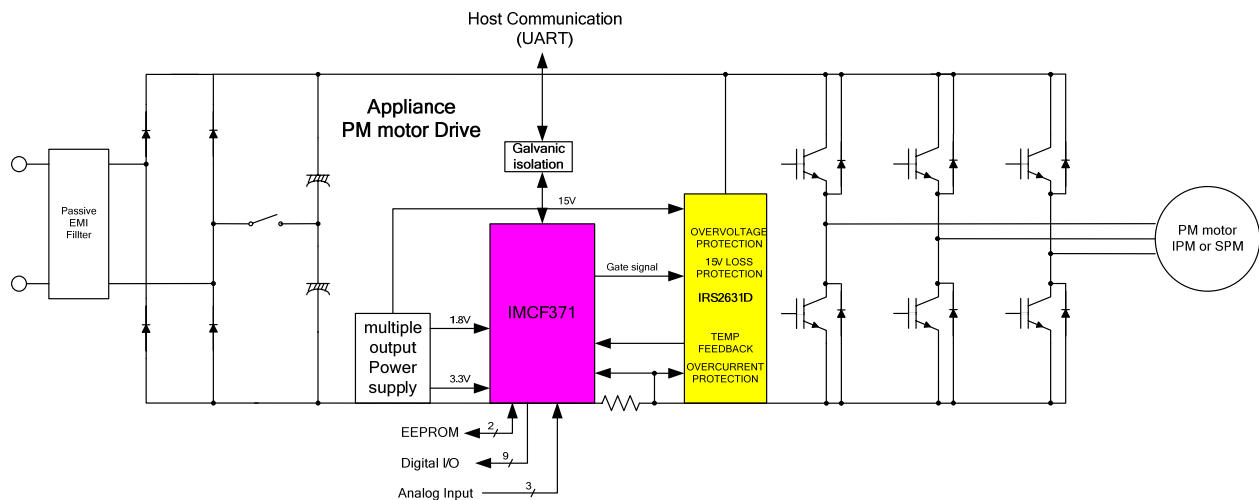 Host Communication
(UART)
Appliance
PM motor Drive
Galvanic
isolation
Passive
EMI
Fillter
15V
OVERVOLTAGE
PROTECTION
PM motor
IPM or SPM
Gate signal
15V LOSS
PROTECTION
IRS2631D
IMCF371
multiple
output
Power
supply
1.8V
3.3V
TEMP
FEEDBACK
OVERCURRENT
PROTECTION
EEPROM
2
Digital I/O
9
Analog Input
3